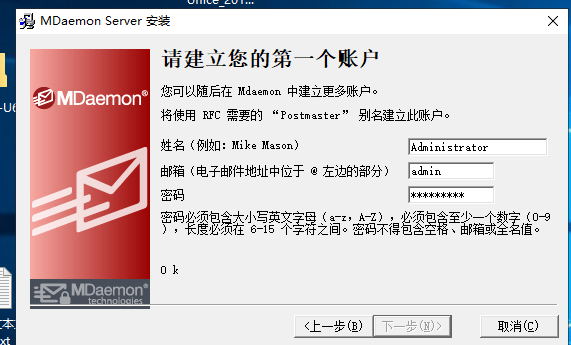 Office_201...
MDaemon Server 安装
-U6
MDaemon®
请建立您的第一个账户
您可以随后在 Mdaemon 中建立更多账户。
将使用 RFC 需要的 “Postmaster” 别名建立此账户。
姓名（例如：Mike Mason）
Administrator
邮箱（电子邮件地址中位于 @ 左边的部分）
admin
密码
*********
密码必须包含大小写英文字母（a-z，A-Z），必须包含至少一个数字（0-9
），长度必须在 6-15 个字符之间。密码不得包含空格、邮箱或全名值。
O k
MDaemon
technologies
文本文
xt
<上一步(B)
下一步(N)>
取消(C)